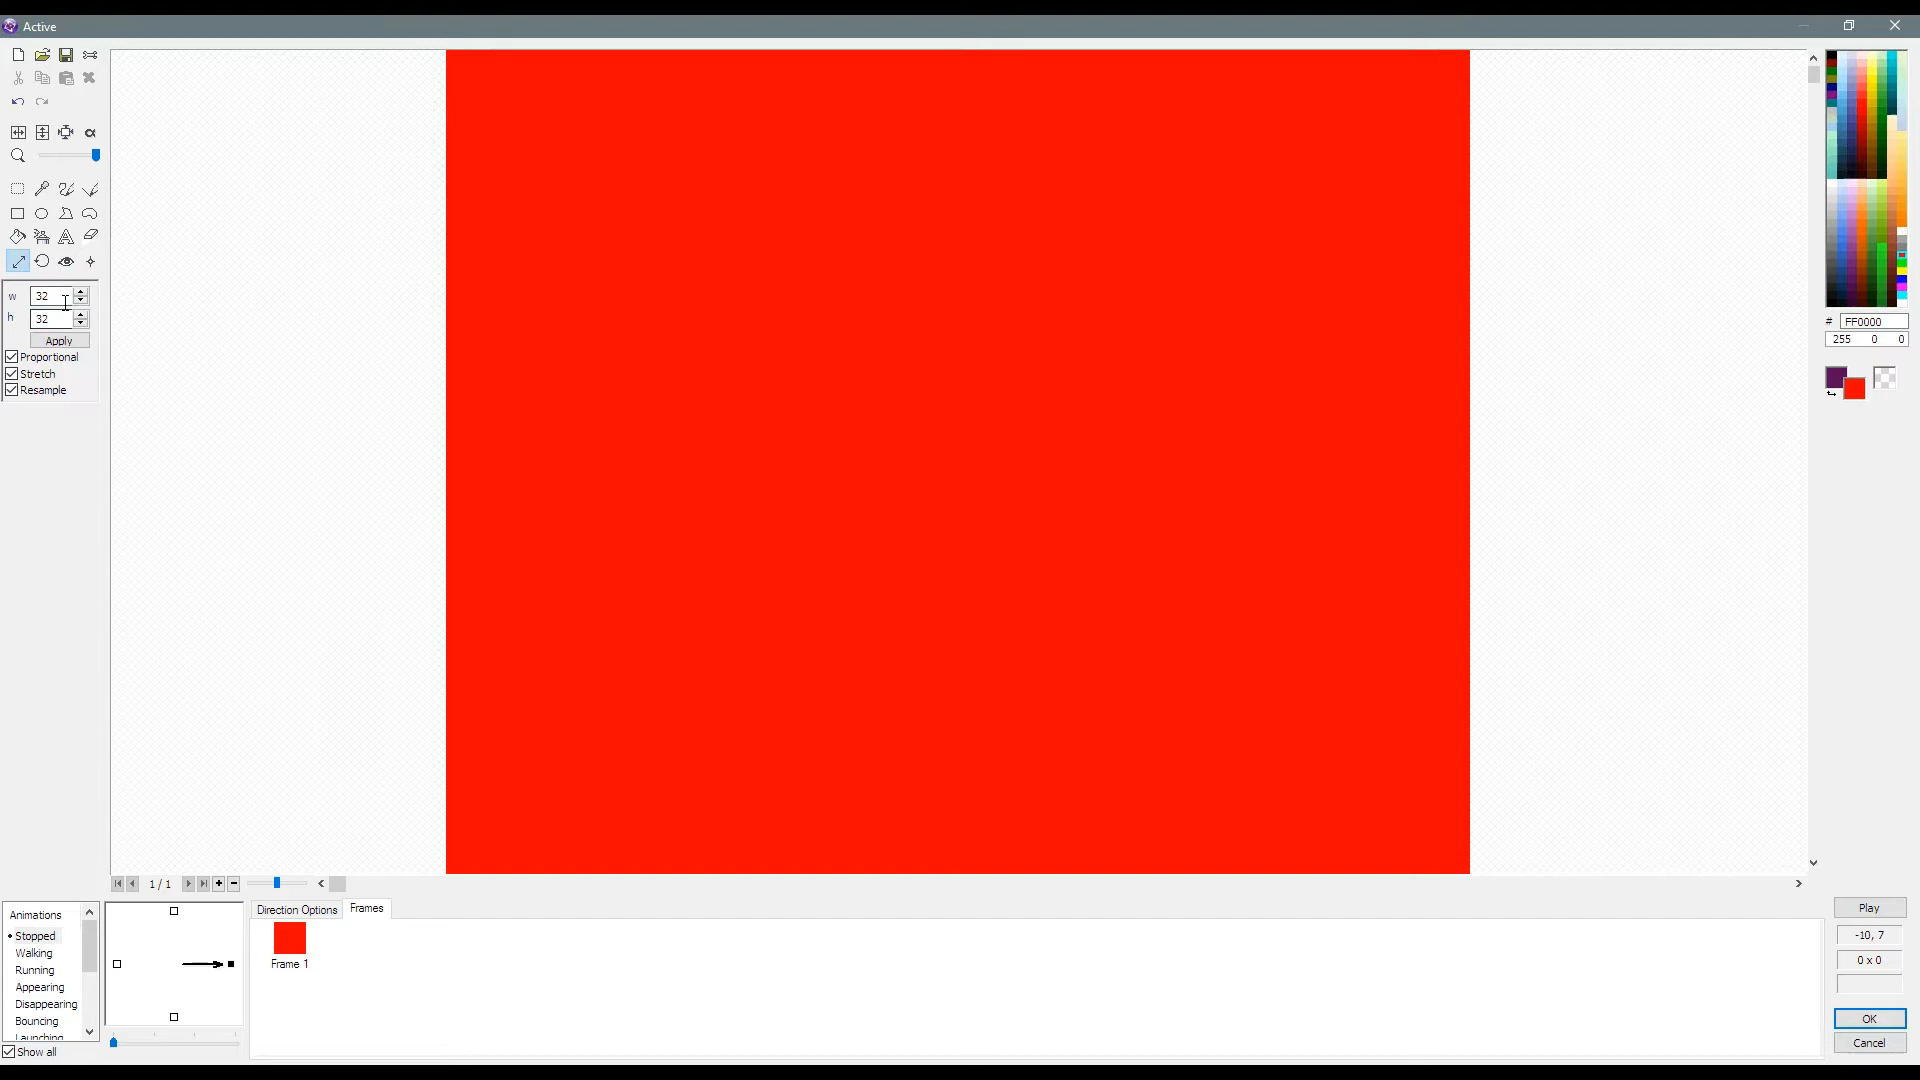 Active
w 32
h 32
Apply
Proportional
Stretch
Resample
# FF0000
255 0 0
1 / 1
Animations
Stopped
Walking
Running
Appearing
Disappearing
Bouncing
Launching
Show all
Direction Options
Frames
Frame 1
Play
-10, 7
0 x 0
OK
Cancel